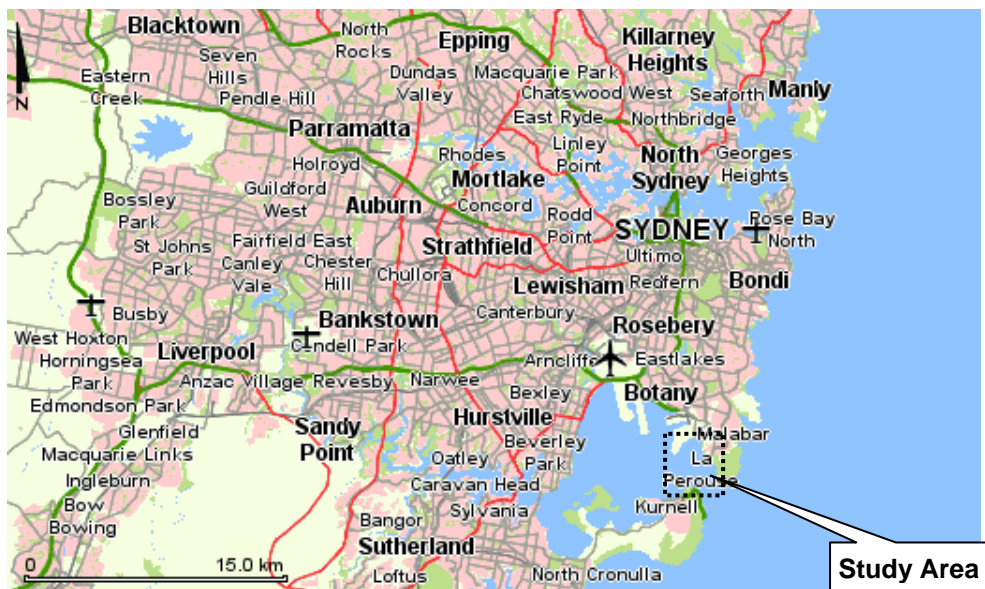 Blacktown
North
Rocks
Epping
Killarney
Heights
Seven
Hills
Eastern
Creek
Pendle Hill
Dundas
Valley
Macquarie Park
Chatswood West
Seaforth
Manly
N
Parramatta
East Ryde
Northbridge
Holroyd
Rhodes
Linley
Point
North
Sydney
Georges
Heights
Mortlake
Guildford
West
Bossley
Park
Auburn
Concord
Rodd
Point
SYDNEY
Rose Bay
North
St Johns
Park
Fairfield East
Strathfield
Ultimo
Canley
Vale
Chester
Hill
Chullora
Lewisham
Redfern
Bondi
Busby
Bankstown
Canterbury
Rosebery
West Hoxton
Horningsea
Park
Liverpool
Condell Park
Arncliffe
Eastlakes
Anzac Village
Revesby
Narwee
Bexley
Botany
Edmondson Park
Hurstville
Glenfield
Sandy
Point
Beverley
Park
Malabar
Macquarie Links
Oatley
La
Perouse
Ingleburn
Caravan Head
Bow
Bowing
Sylvania
Kurnell
Bangor
Sutherland
0
15.0 km
Loftus
North Cronulla
Study Area